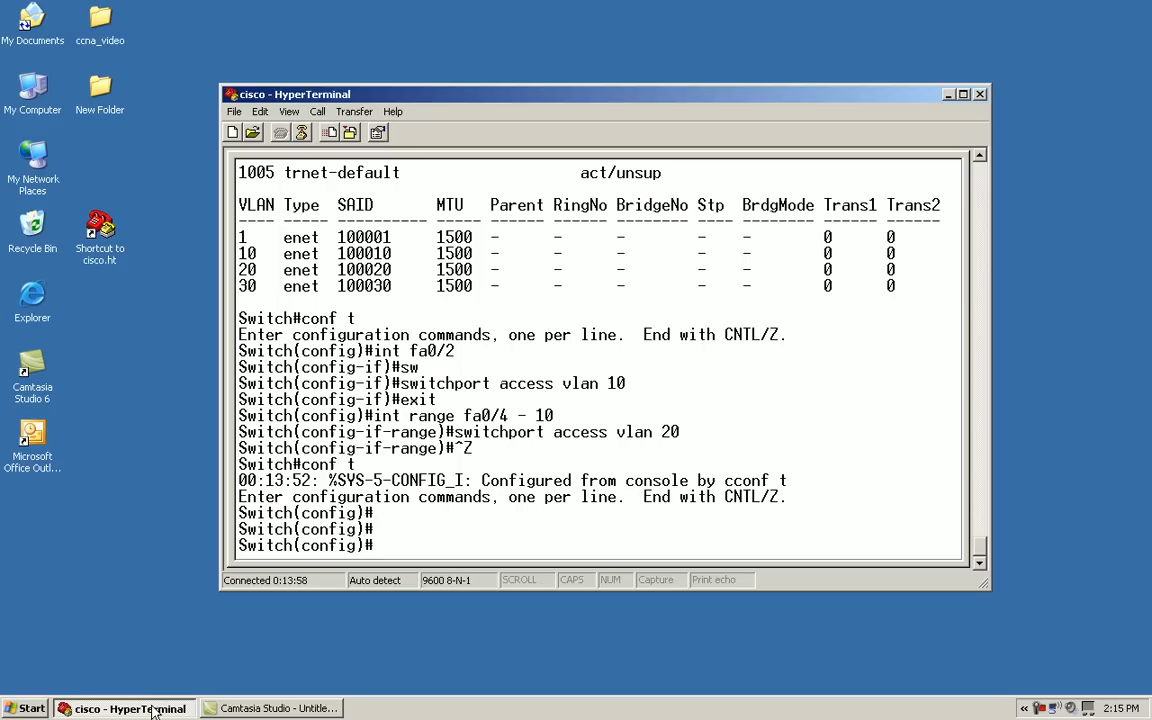 My Documents
ccna_video
My Computer
New Folder
My Network
Places
Recycle Bin
Shortcut to
cisco.ht
Explorer
Camtasia
Studio 6
Microsoft
Office Outl...
cisco - HyperTerminal
File Edit View Call Transfer Help
1005 trnet-default act/unsup
VLAN Type SAID MTU Parent RingNo BridgeNo Stp BrdgMode Trans1 Trans2
---- ----- ---------- ----- ------ ------ -------- ---- -------- ------ ------
1 enet 100001 1500 - - - - - 0 0
10 enet 100010 1500 - - - - - 0 0
20 enet 100020 1500 - - - - - 0 0
30 enet 100030 1500 - - - - - 0 0
Switch#conf t
Enter configuration commands, one per line. End with CNTL/Z.
Switch(config)#int fa0/2
Switch(config-if)#sw
Switch(config-if)#switchport access vlan 10
Switch(config-if)#exit
Switch(config)#int range fa0/4 - 10
Switch(config-if-range)#switchport access vlan 20
Switch(config-if-range)#^Z
Switch#conf t
00:13:52: %SYS-5-CONFIG_I: Configured from console by cconf t
Enter configuration commands, one per line. End with CNTL/Z.
Switch(config)#
Switch(config)#
Switch(config)#
Connected 0:13:58 Auto detect 9600 8-N-1 SCROLL CAPS NUM Capture Print echo
Start cisco - HyperTerminal Camtasia Studio - Untitle... « 2:15 PM